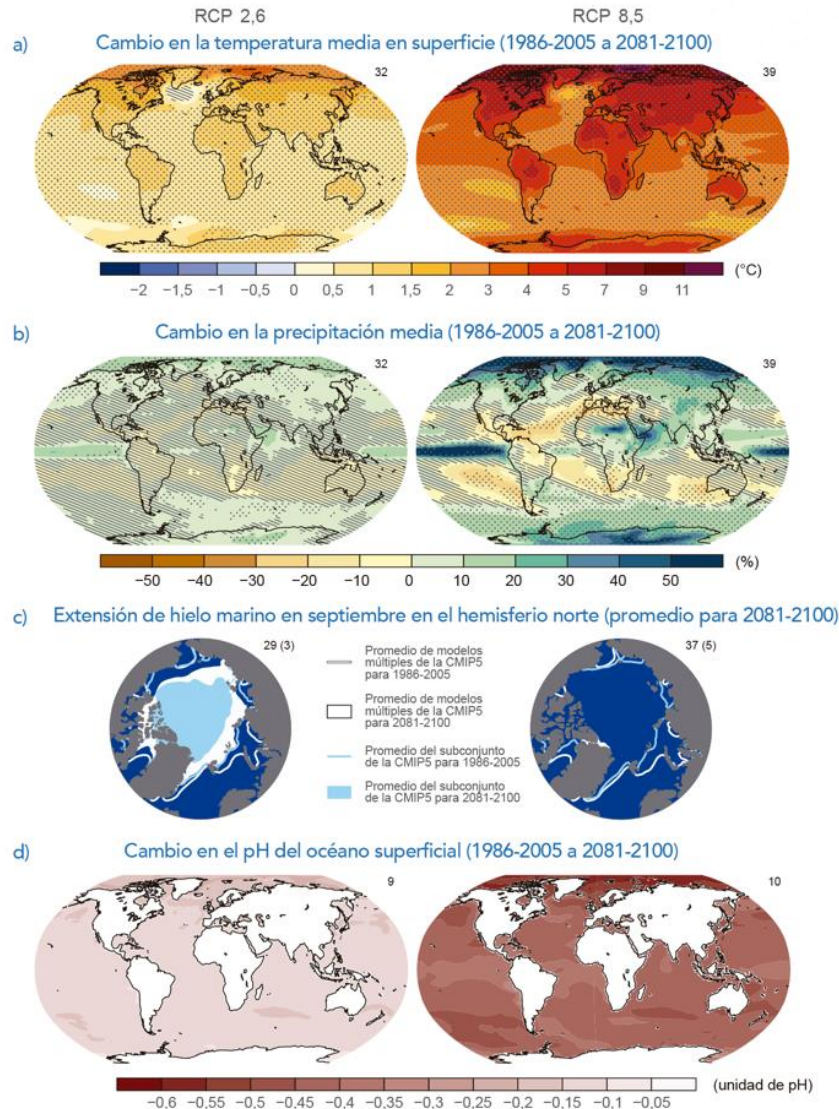 RCP 2,6
RCP 8,5
a) Cambio en la temperatura media en superficie (1986-2005 a 2081-2100)
32
39
(°C)
−2 −1,5 −1 −0,5 0 0,5 1 1,5 2 3 4 5 7 9 11
b) Cambio en la precipitación media (1986-2005 a 2081-2100)
32
39
(%)
−50 −40 −30 −20 −10 0 10 20 30 40 50
c) Extensión de hielo marino en septiembre en el hemisferio norte (promedio para 2081-2100)
29 (3)
37 (5)
Promedio de modelos
múltiples de la CMIP5
para 1986-2005
Promedio de modelos
múltiples de la CMIP5
para 2081-2100
Promedio del subconjunto
de la CMIP5 para 1986-2005
Promedio del subconjunto
de la CMIP5 para 2081-2100
d) Cambio en el pH del océano superficial (1986-2005 a 2081-2100)
9
10
(unidad de pH)
−0,6 −0,55 −0,5 −0,45 −0,4 −0,35 −0,3 −0,25 −0,2 −0,15 −0,1 −0,05